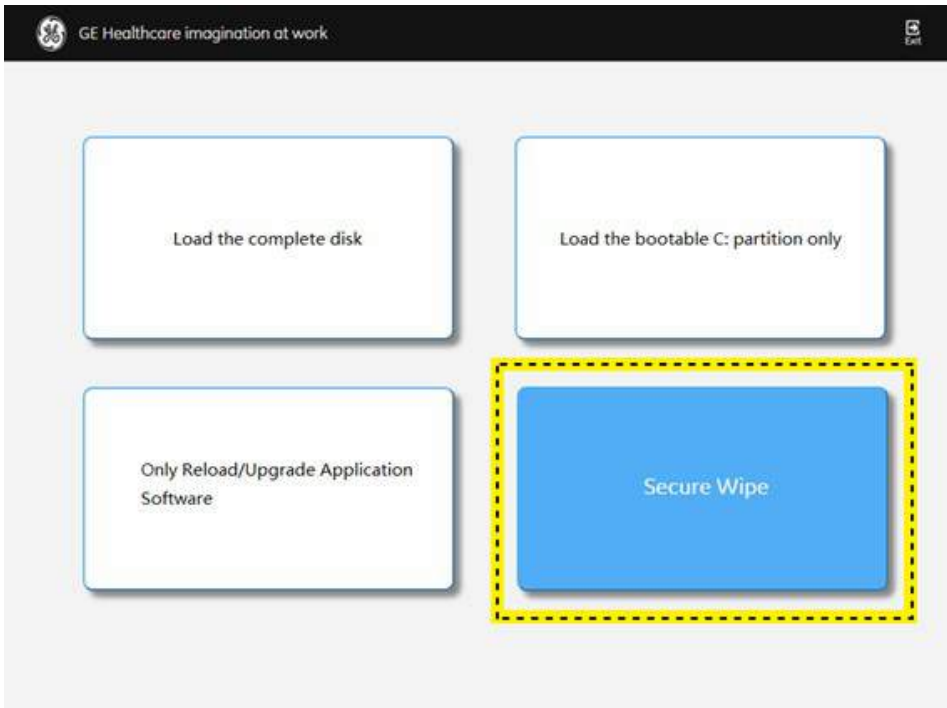 GE Healthcare imagination at work
Exit
Load the complete disk
Load the bootable C: partition only
Only Reload/Upgrade Application
Software
Secure Wipe